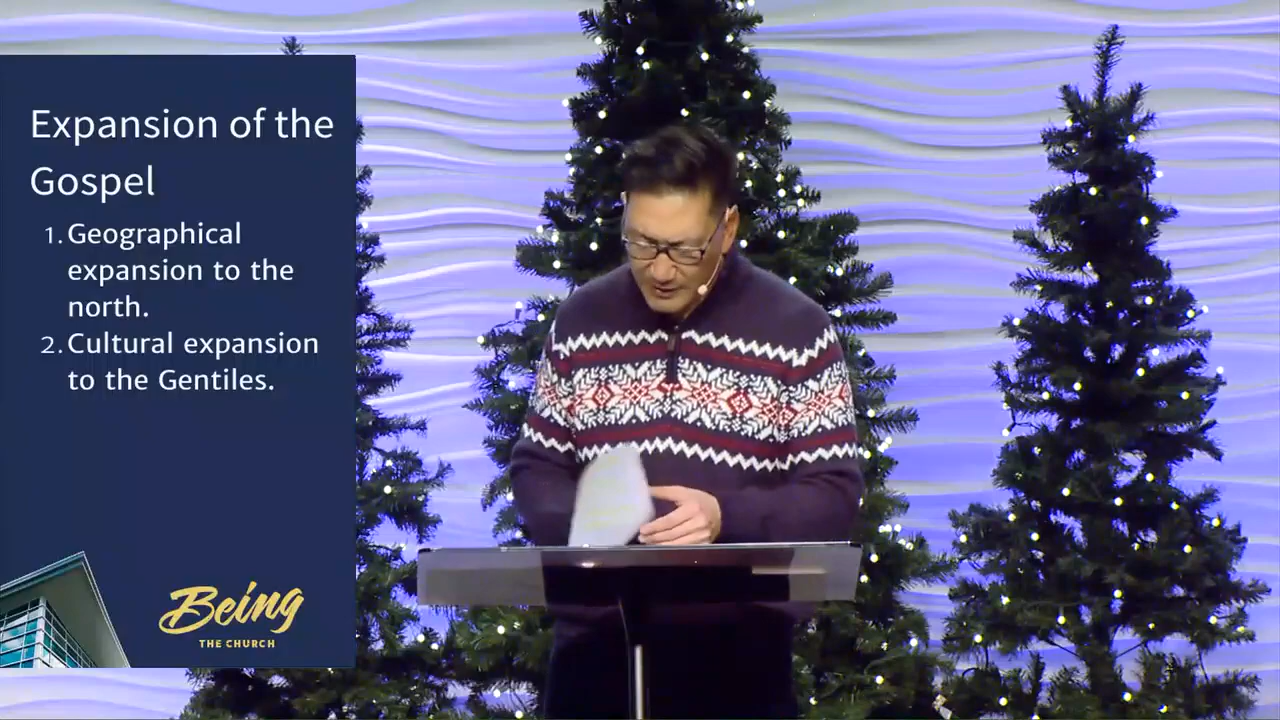 Expansion of the
Gospel
1. Geographical
expansion to the
north.
2. Cultural expansion
to the Gentiles.
Being
THE CHURCH